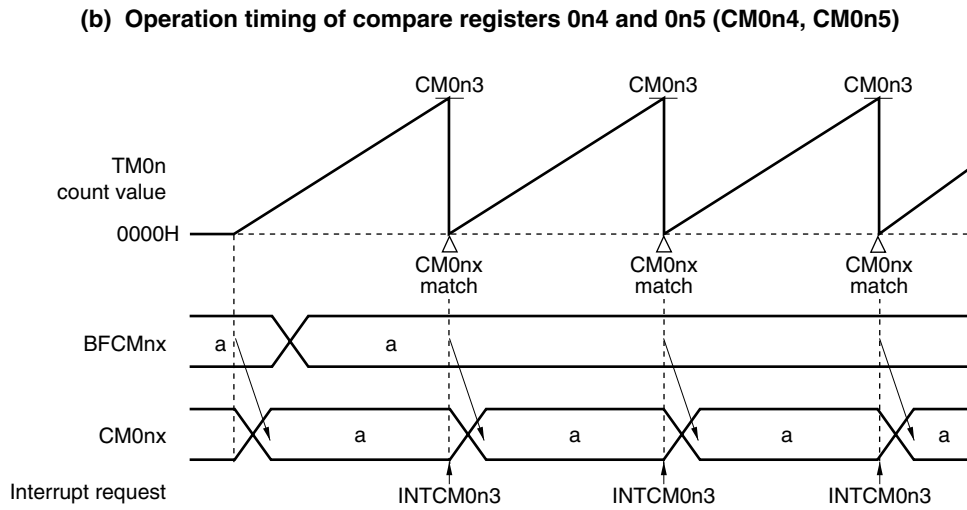 (b) Operation timing of compare registers 0n4 and 0n5 (CM0n4, CM0n5)
CM0n3 CM0n3 CM0n3
TM0n
count value
0000H
CM0nx CM0nx CM0nx
match match match
BFCMnx a a
CM0nx a a a a
Interrupt request INTCM0n3 INTCM0n3 INTCM0n3